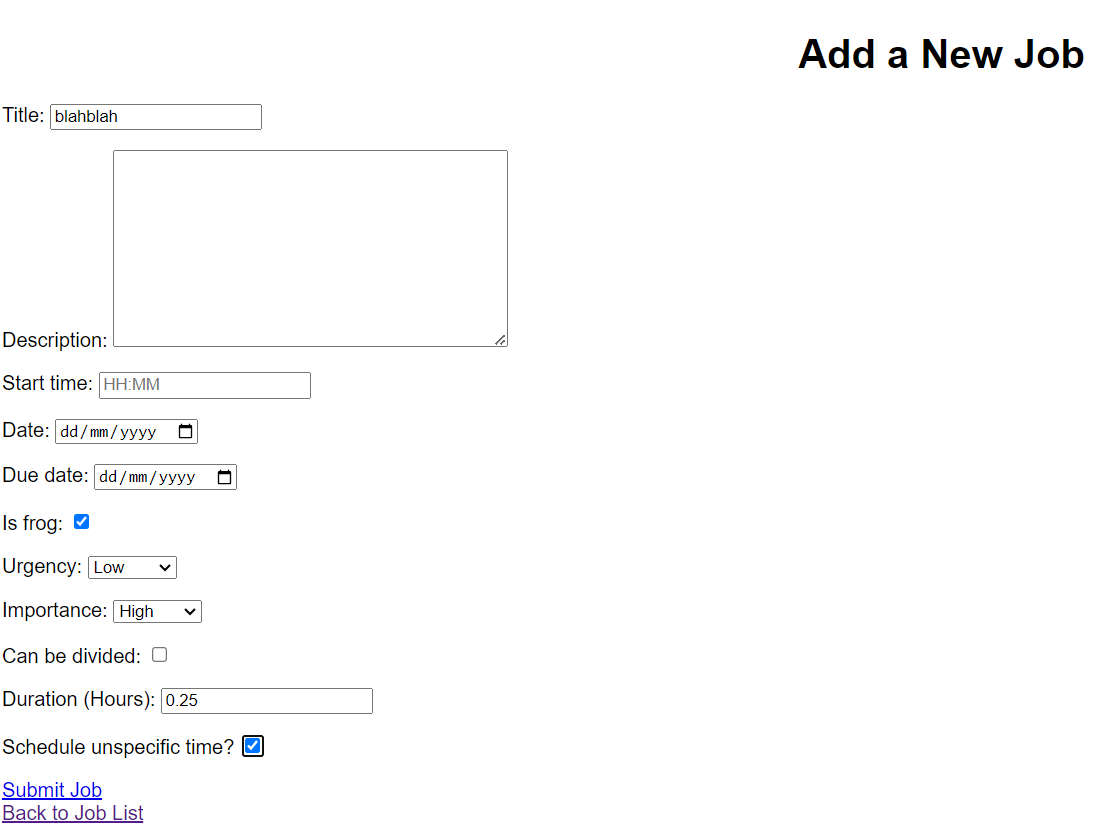 Add a New Job
Title: blahblah
Description:
Start time: HH:MM
Date: dd/mm/yyyy
Due date: dd/mm/yyyy
Is frog:
Urgency: Low
Importance: High
Can be divided:
Duration (Hours): 0.25
Schedule unspecific time?
Submit Job
Back to Job List